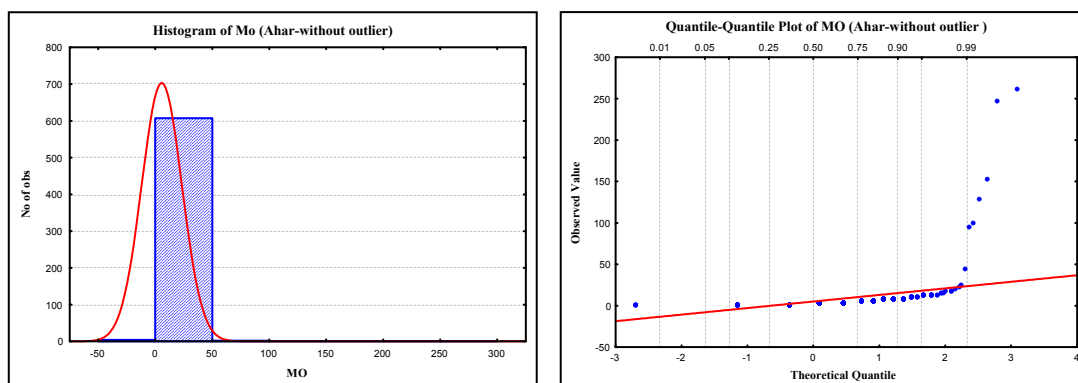 Histogram of Mo (Ahar-without outlier)
800
700
600
500
400
300
200
100
0
No of obs
-50 0 50 100 150 200 250 300
MO
Quantile-Quantile Plot of MO (Ahar-without outlier )
0.01 0.05 0.25 0.50 0.75 0.90 0.99
300
250
200
150
100
50
0
-50
Observed Value
-3 -2 -1 0 1 2 3 4
Theoretical Quantile